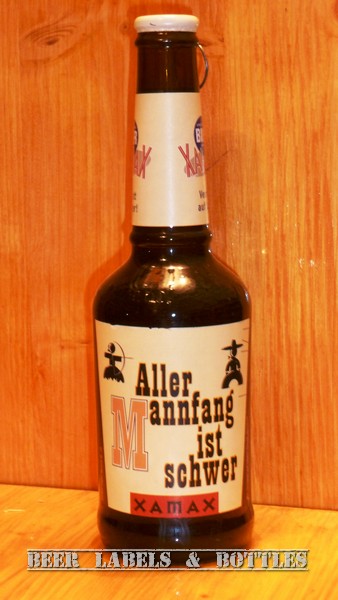 Aller
Mannfang
ist
schwer
XAMAX
BEER LABELS & BOTTLES